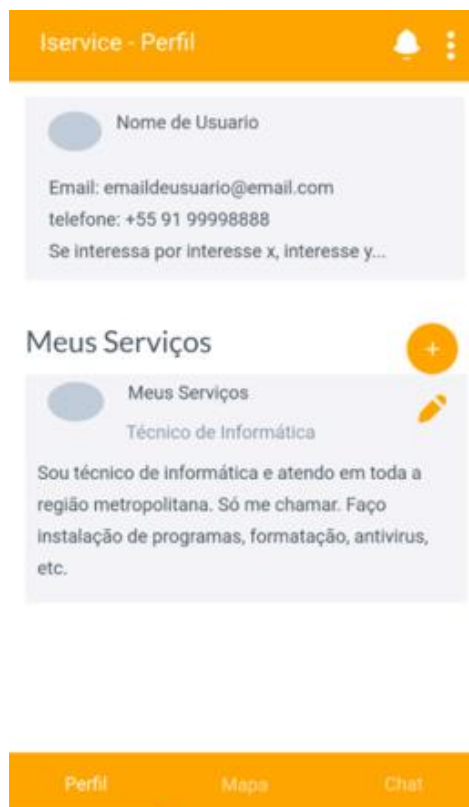 Iservice - Perfil
Nome de Usuario
Email: emaildeusuario@email.com
telefone: +55 91 99998888
Se interessa por interesse x, interesse y...
Meus Serviços
+
Meus Serviços
Técnico de Informática
Sou técnico de informática e atendo em toda a
região metropolitana. Só me chamar. Faço
instalação de programas, formatação, antivirus,
etc.
Perfil Mapa Chat